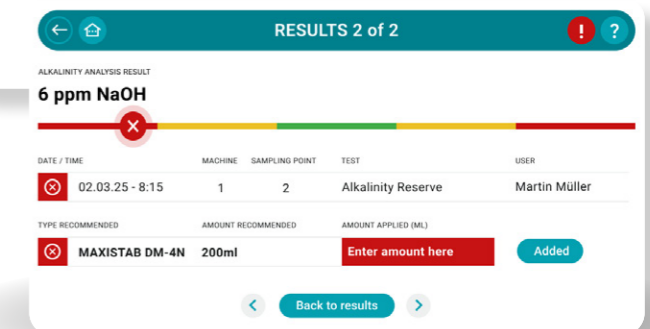 RESULTS 2 of 2
! ?
ALKALINITY ANALYSIS RESULT
6 ppm NaOH
DATE / TIME MACHINE SAMPLING POINT TEST USER
02.03.25 - 8:15 1 2 Alkalinity Reserve Martin Müller
TYPE RECOMMENDED AMOUNT RECOMMENDED AMOUNT APPLIED (ML)
MAXISTAB DM-4N 200ml Enter amount here Added
Back to results